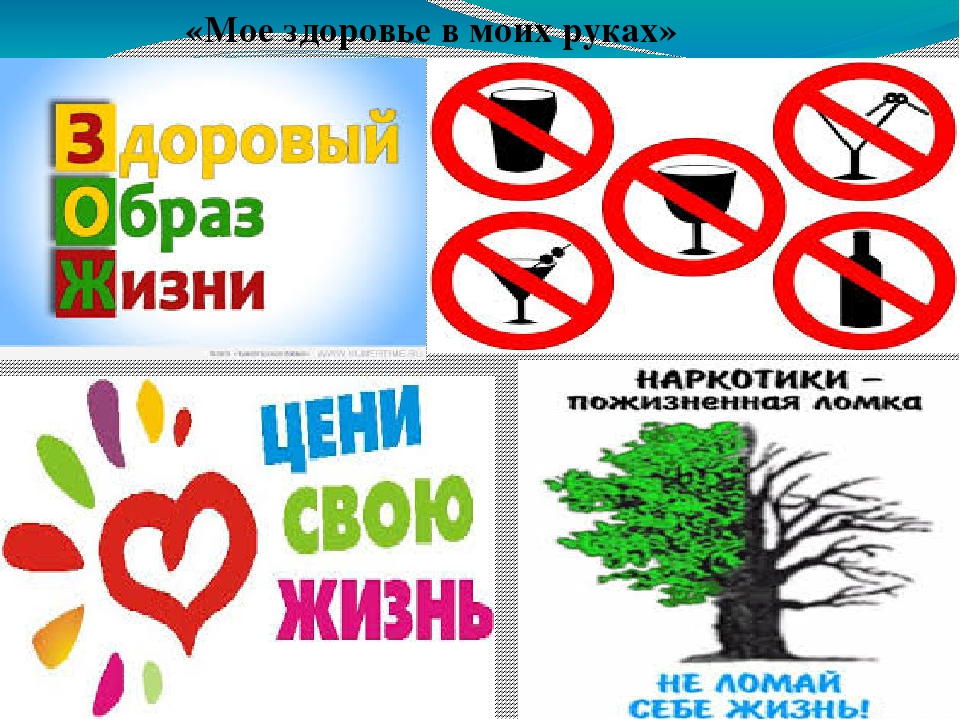 «Мое здоровье в моих руках»
Здоровый
Образ
Жизни
ЦЕНИ
СВОЮ
ЖИЗНЬ
НАРКОТИКИ –
пожизненная ломка
НЕ ЛОМАЙ
СЕБЕ ЖИЗНЬ!